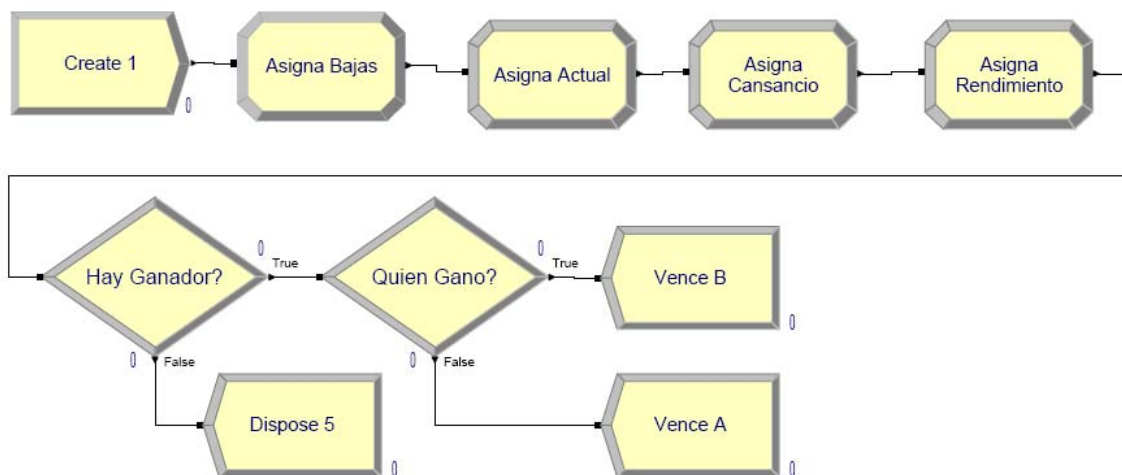 Create 1
0
Asigna Bajas
Asigna Actual
Asigna
Cansancio
Asigna
Rendimiento
Hay Ganador?
0
True
0
False
Quien Gano?
0
True
0
False
Vence B
0
Dispose 5
0
Vence A
0